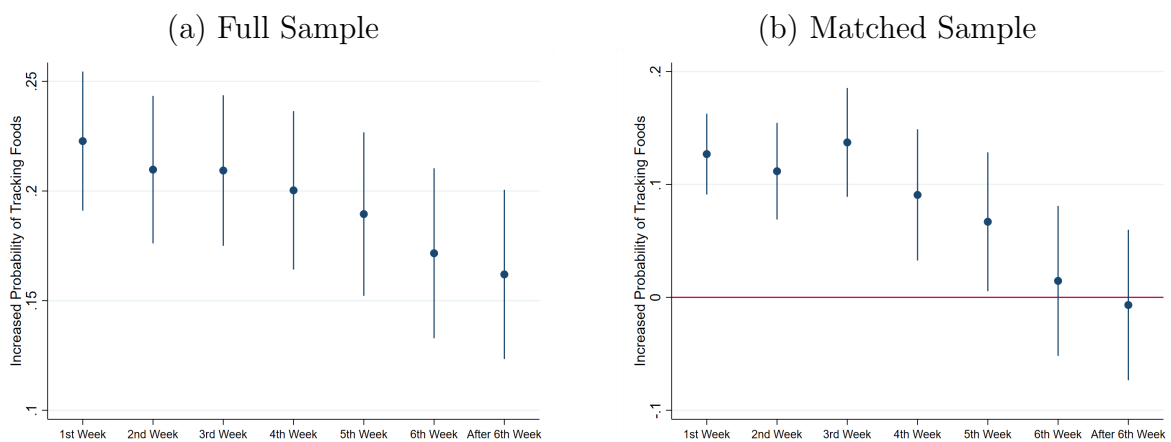 (a) Full Sample
Increased Probability of Tracking Foods
.25
.2
.15
.1
1st Week 2nd Week 3rd Week 4th Week 5th Week 6th Week After 6th Week
(b) Matched Sample
Increased Probability of Tracking Foods
.2
.1
0
-.1
1st Week 2nd Week 3rd Week 4th Week 5th Week 6th Week After 6th Week